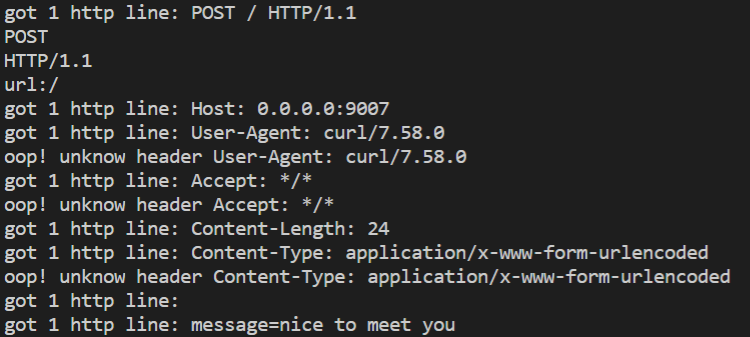 got 1 http line: POST / HTTP/1.1
POST
HTTP/1.1
url:/
got 1 http line: Host: 0.0.0.0:9007
got 1 http line: User-Agent: curl/7.58.0
oop! unknow header User-Agent: curl/7.58.0
got 1 http line: Accept: */*
oop! unknow header Accept: */*
got 1 http line: Content-Length: 24
got 1 http line: Content-Type: application/x-www-form-urlencoded
oop! unknow header Content-Type: application/x-www-form-urlencoded
got 1 http line:
got 1 http line: message=nice to meet you